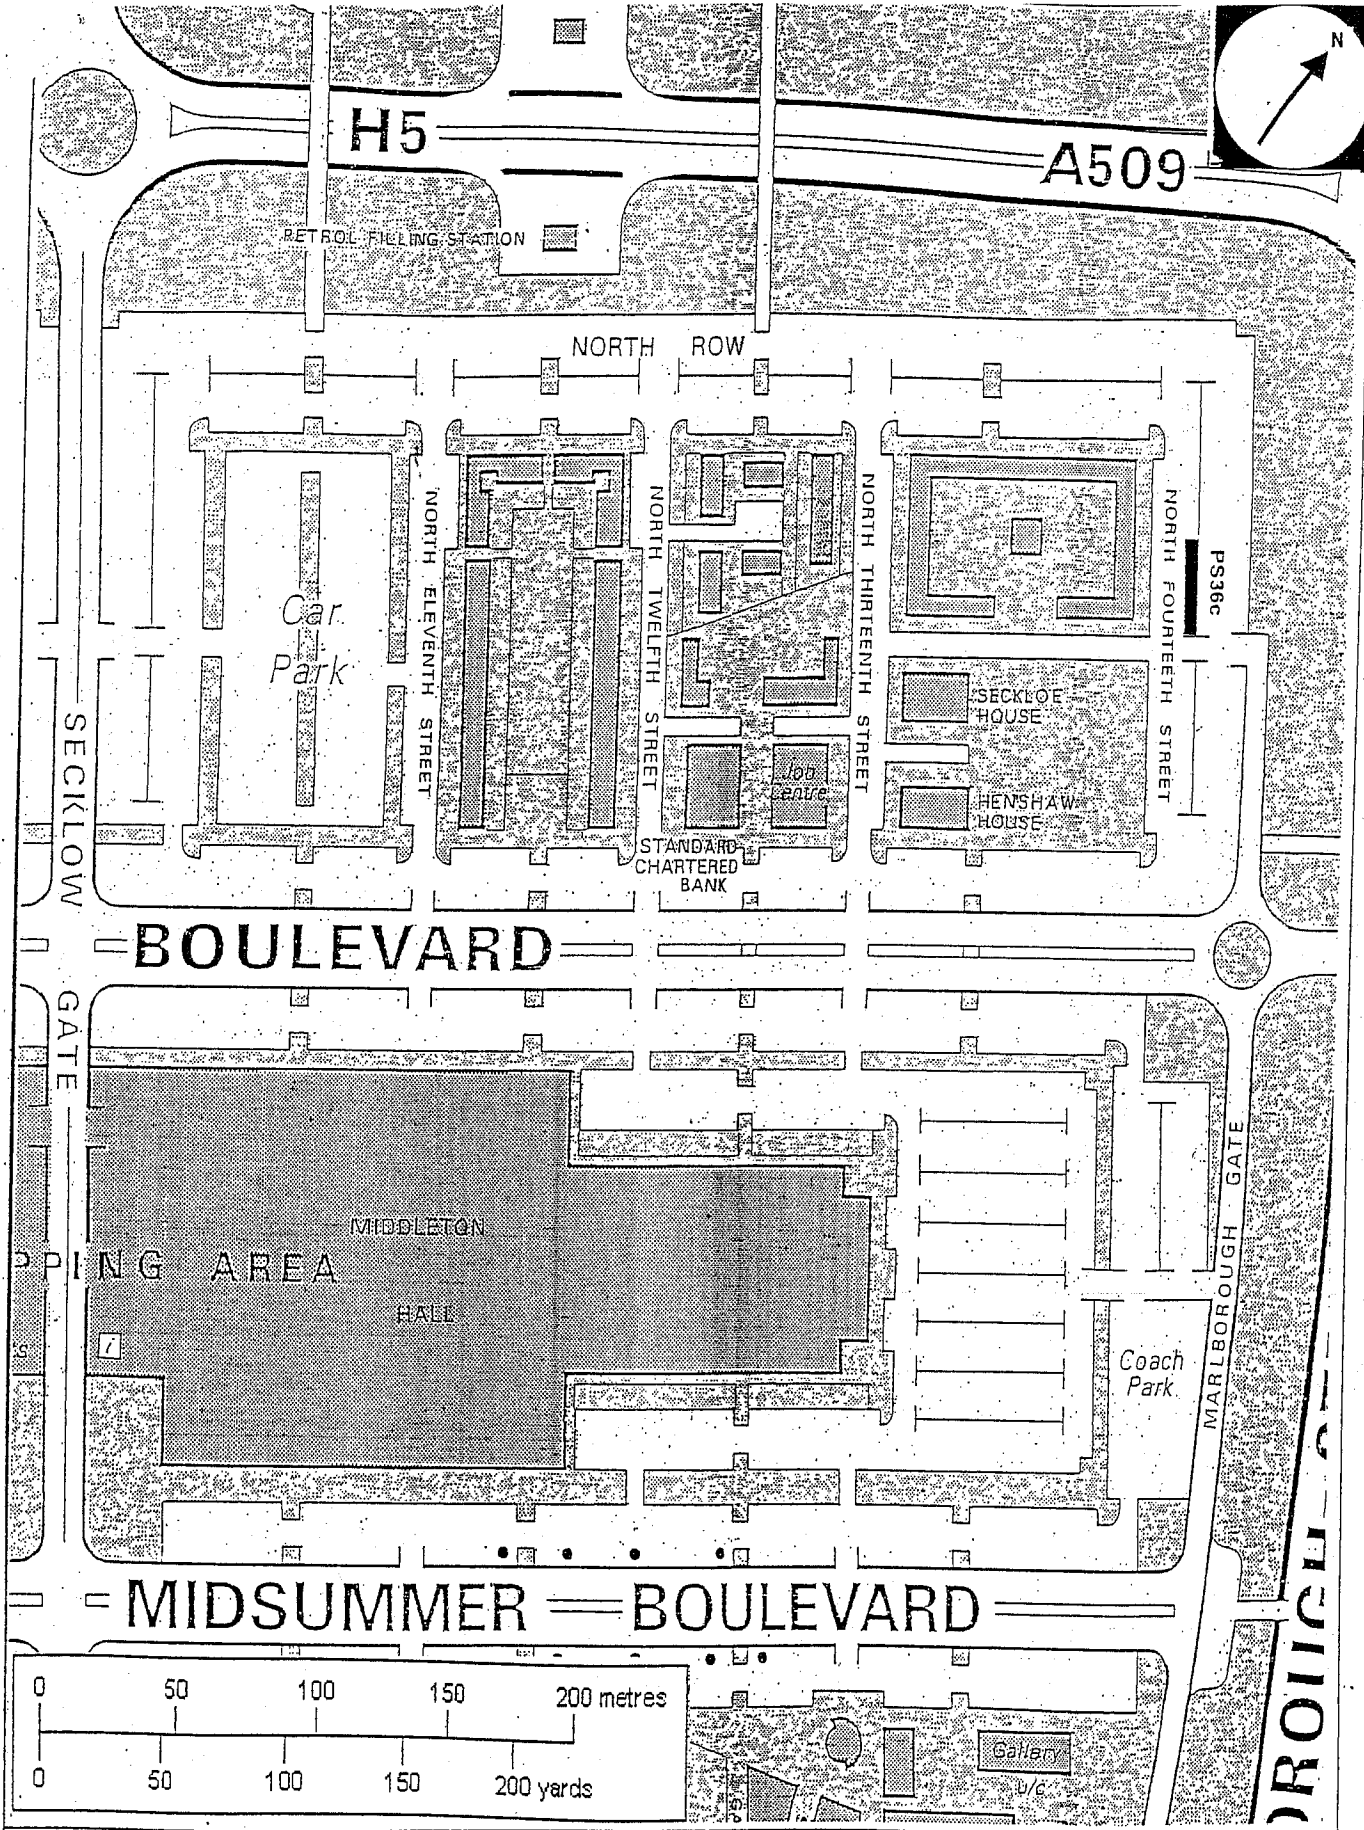 N
H5
A509
PETROL FILLING STATION
NORTH ROW
NORTH ELEVENTH STREET
NORTH TWELFTH STREET
NORTH THIRTEENTH STREET
NORTH FOURTEETH STREET
PS36c
Car
Park
SECKLOE
HOUSE
Job
Centre
HENSHAW
HOUSE
STANDARD
CHARTERED
BANK
SECKLOW GATE
BOULEVARD
MIDDLETON
HALL
PPING AREA
i
MARLBOROUGH GATE
Coach
Park
MIDSUMMER BOULEVARD
0 50 100 150 200 metres
0 50 100 150 200 yards
Gallery
u/c